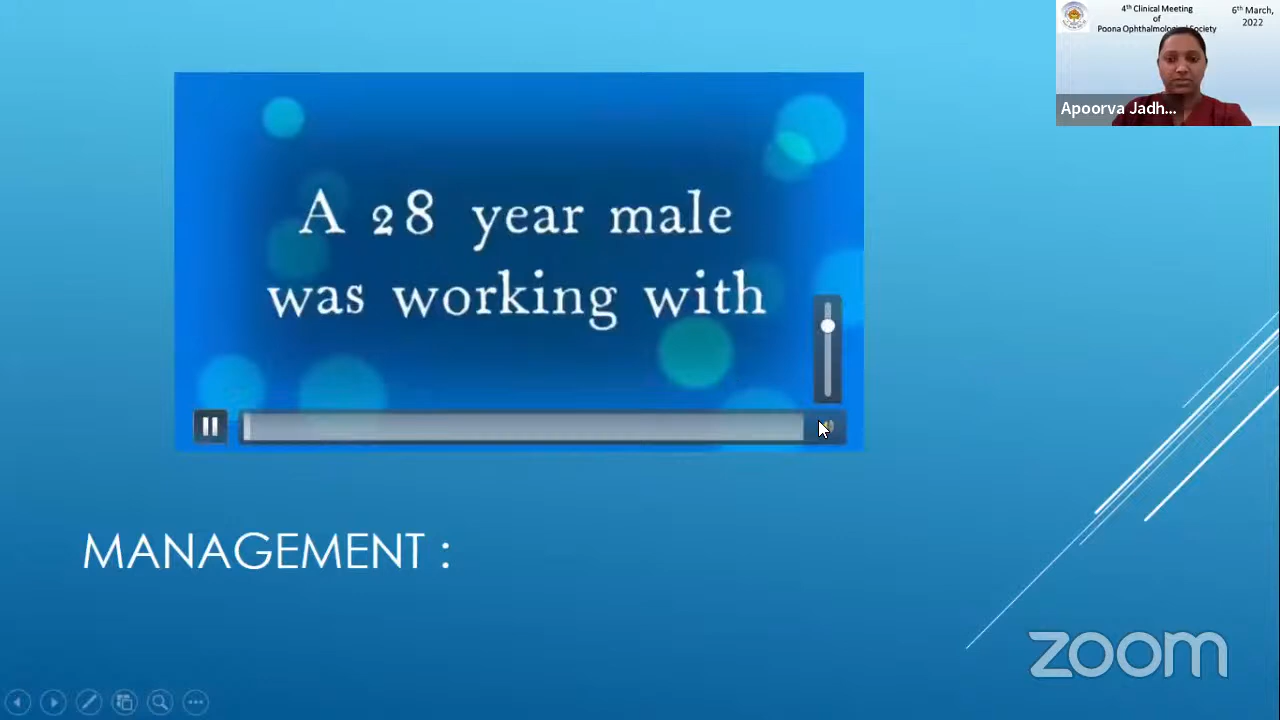 4th Clinical Meeting
of
Poona Ophthalmological Society
6th March,
2022
Apoorva Jadh...
A 28 year male
was working with
MANAGEMENT :
zoom